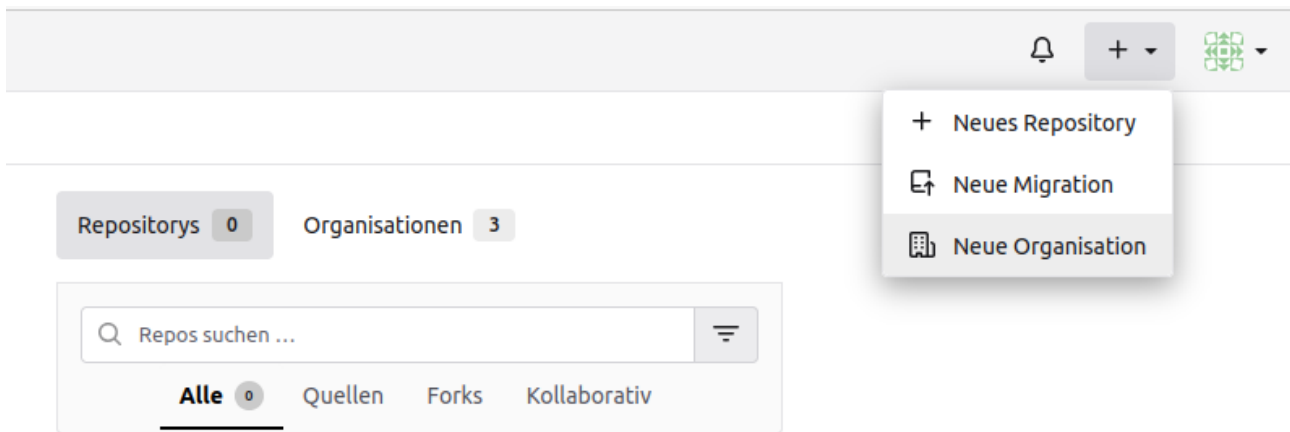 Neues Repository
Neue Migration
Neue Organisation
Repositorys 0 Organisationen 3
Repos suchen ...
Alle 0 Quellen Forks Kollaborativ